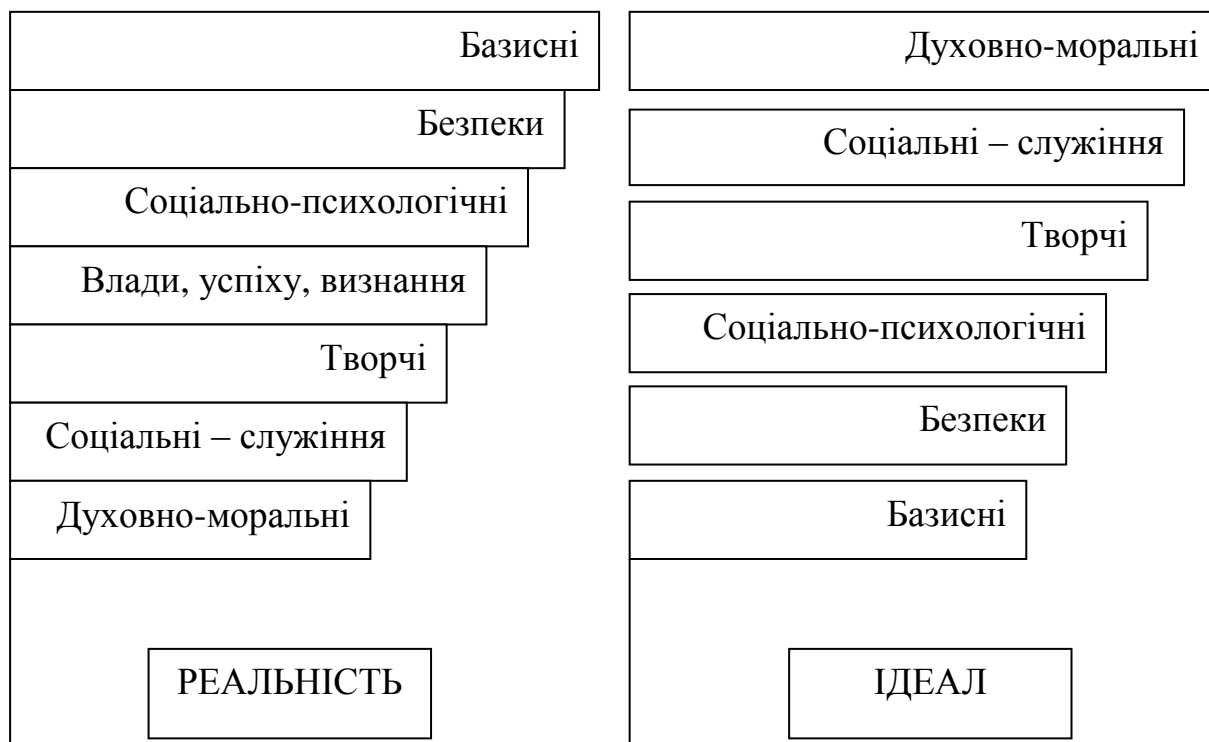 Базисні
Безпеки
Соціально-психологічні
Влади, успіху, визнання
Творчі
Соціальні – служіння
Духовно-моральні
РЕАЛЬНІСТЬ
Духовно-моральні
Соціальні – служіння
Творчі
Соціально-психологічні
Безпеки
Базисні
ІДЕАЛ